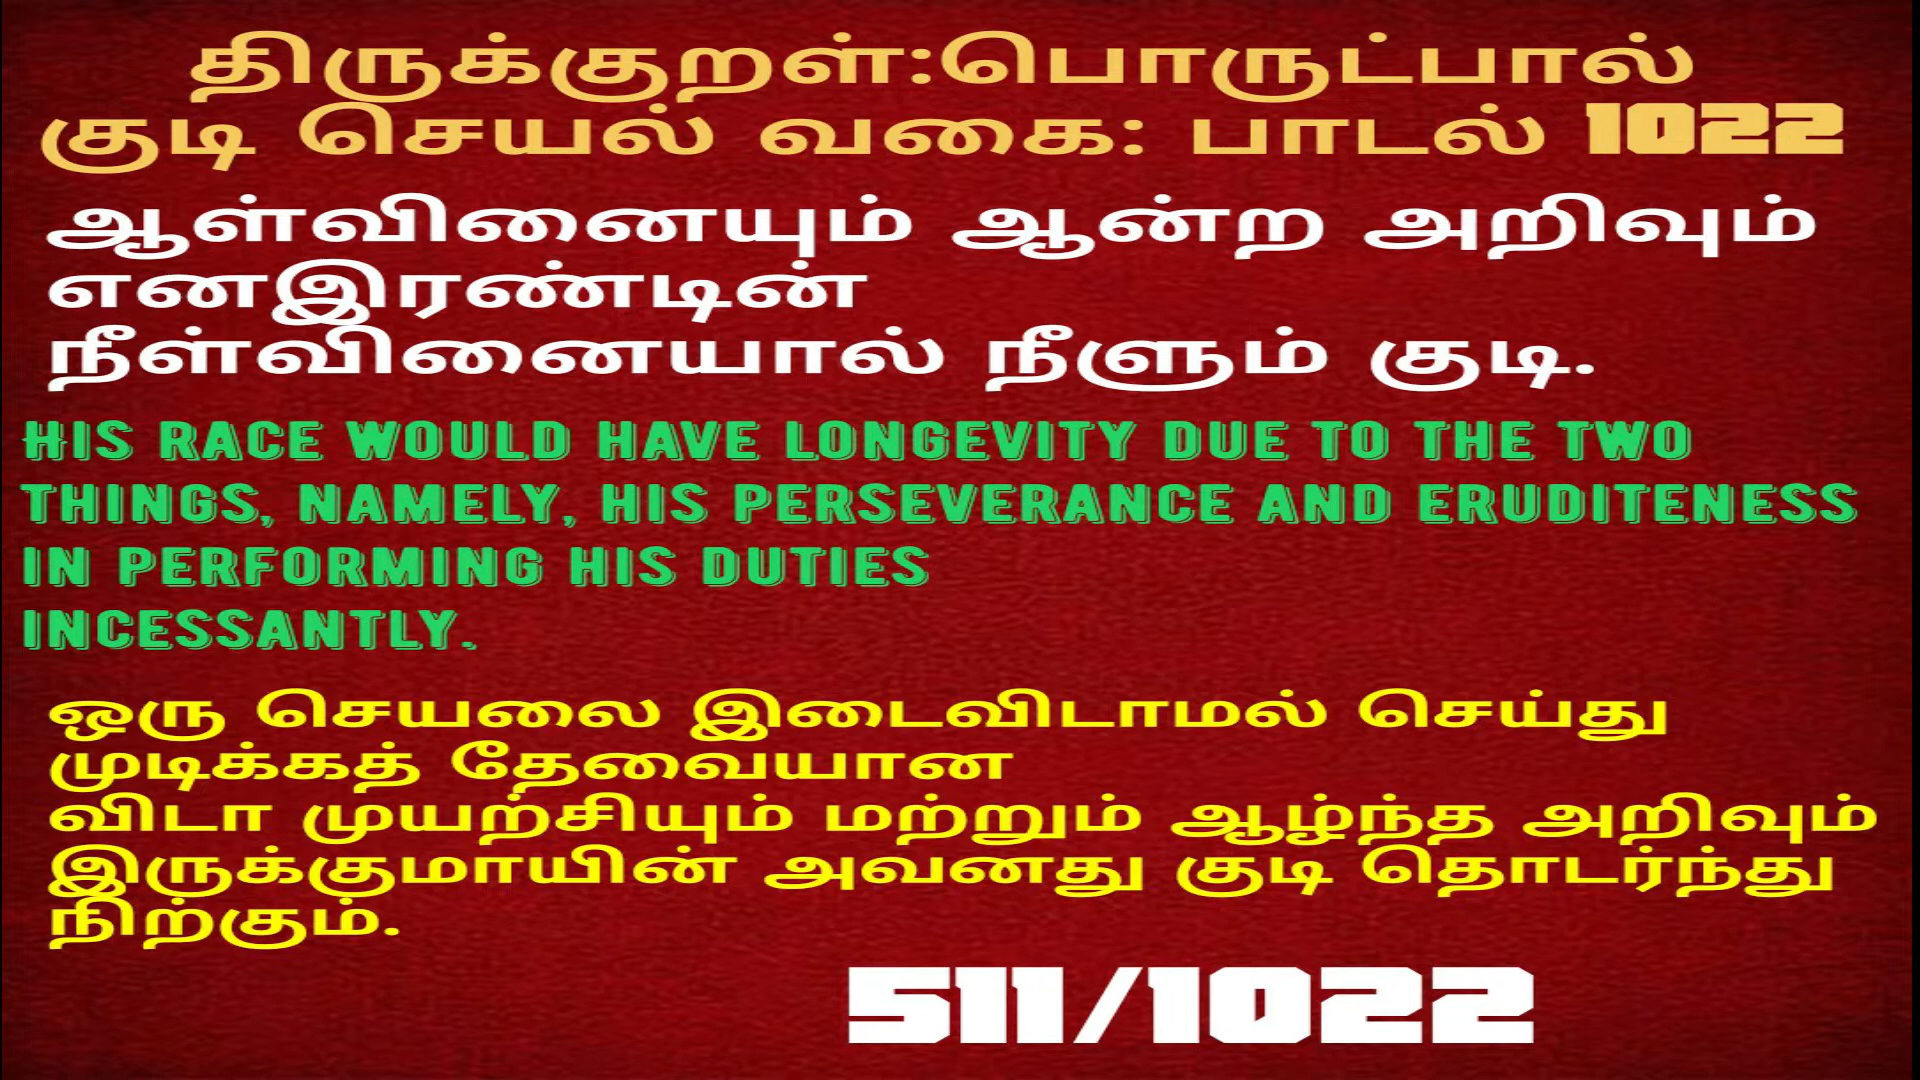 திருக்குறள்:பொருட்பால்
குடி செயல் வகை: பாடல் 1022
ஆள்வினையும் ஆன்ற அறிவும்
எனஇரண்டின்
நீள்வினையால் நீளும் குடி.
His race would have longevity due to the two
things, namely, his perseverance and eruditeness
in performing his duties
incessantly.
ஒரு செயலை இடைவிடாமல் செய்து
முடிக்கத் தேவையான
விடா முயற்சியும் மற்றும் ஆழ்ந்த அறிவும்
இருக்குமாயின் அவனது குடி தொடர்ந்து
நிற்கும்.
511/1022